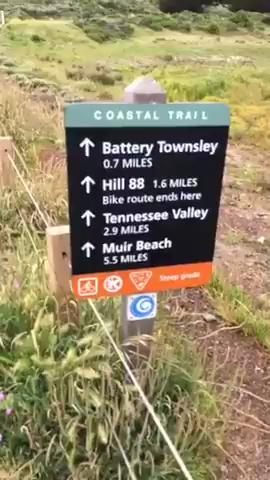 COASTAL TRAIL
Battery Townsley
0.7 MILES
Hill 88 1.6 MILES
Bike route ends here
Tennessee Valley
2.9 MILES
Muir Beach
5.5 MILES
Steep grade